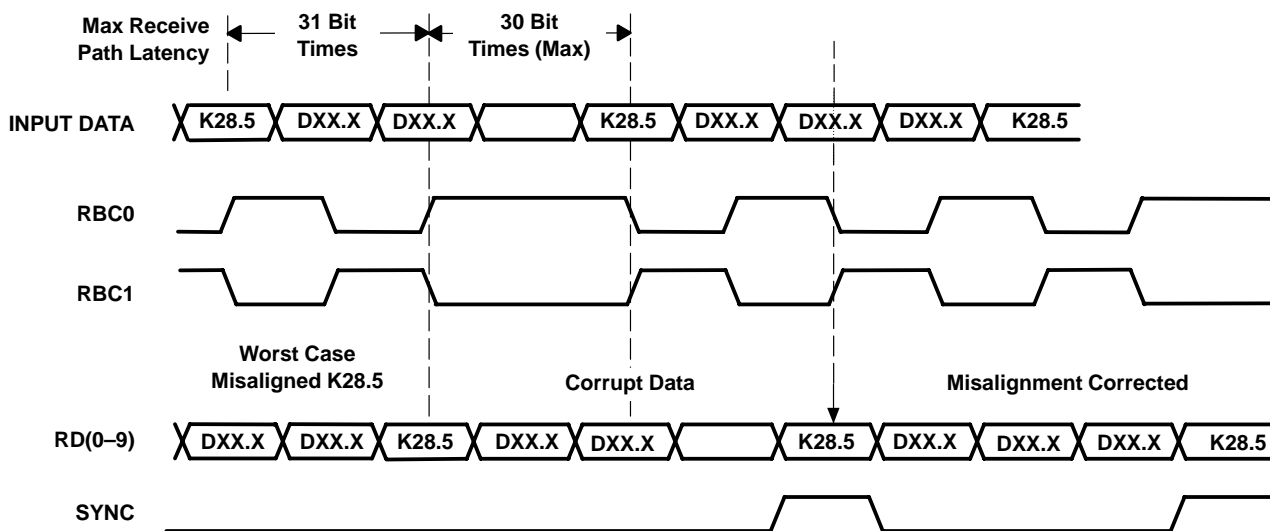 Max Receive
Path Latency
31 Bit
Times
30 Bit
Times (Max)
INPUT DATA
K28.5 DXX.X DXX.X K28.5 DXX.X DXX.X DXX.X K28.5
RBC0
RBC1
Worst Case
Misaligned K28.5
Corrupt Data
Misalignment Corrected
RD(0–9)
DXX.X DXX.X K28.5 DXX.X DXX.X K28.5 DXX.X DXX.X DXX.X K28.5
SYNC